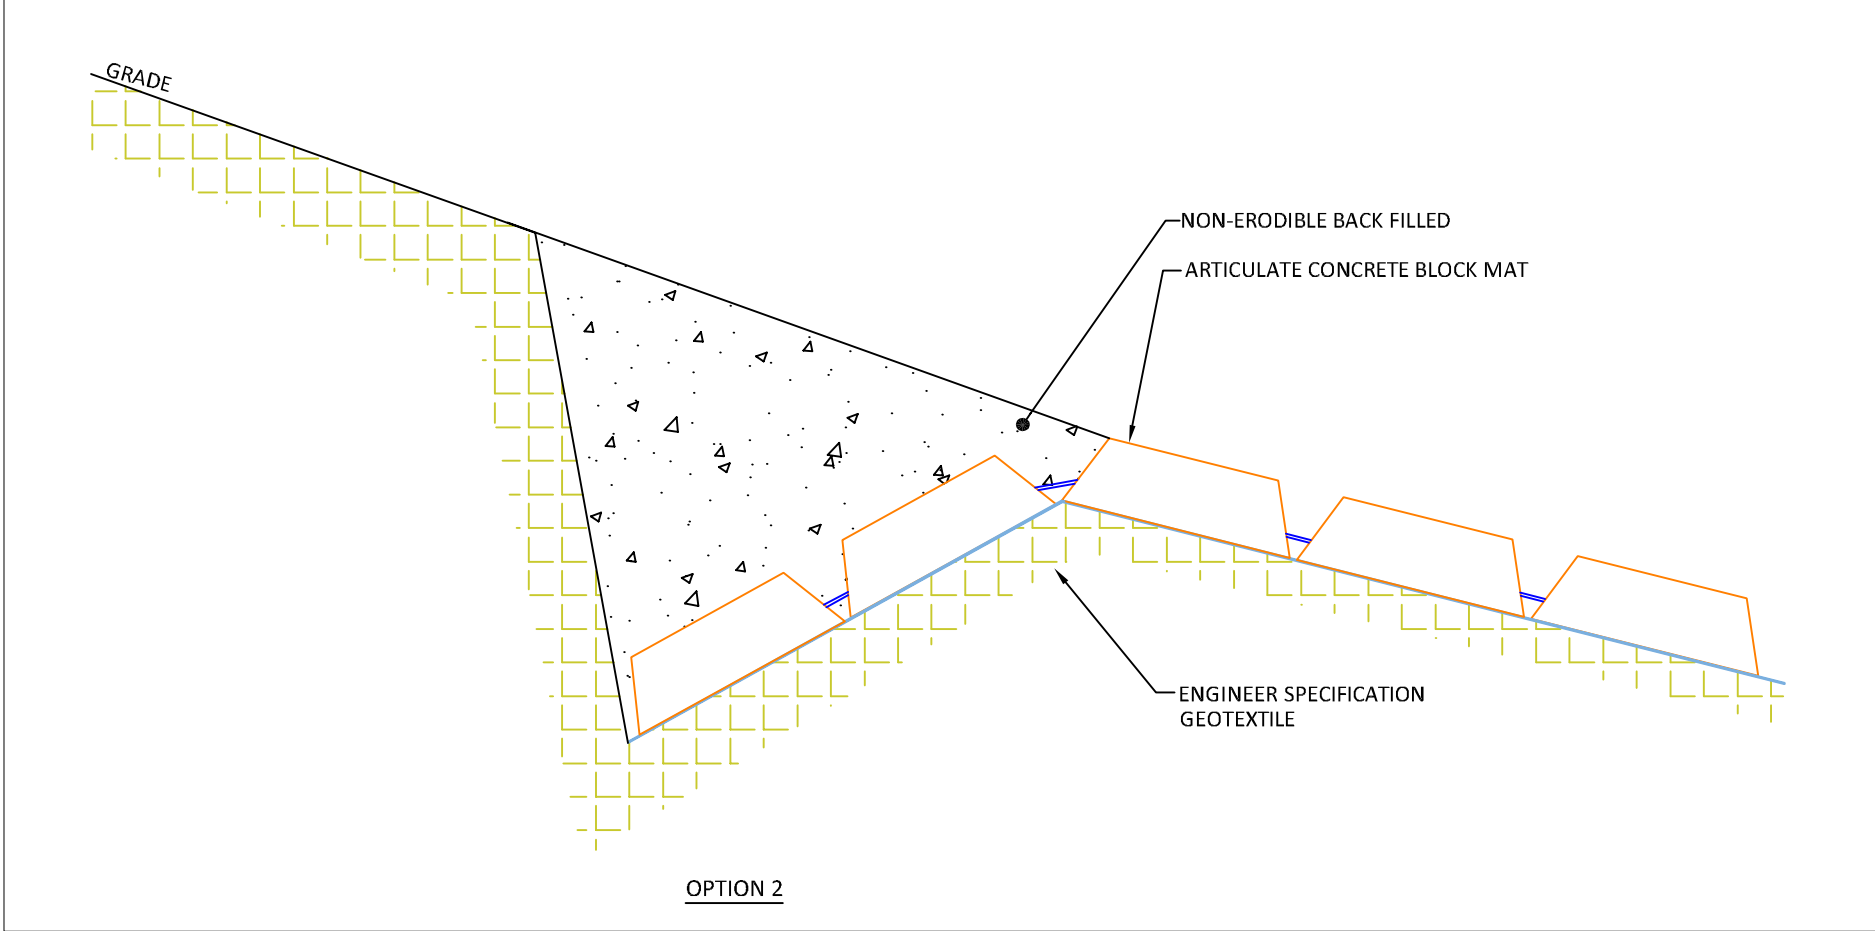 GRADE
NON-ERODIBLE BACK FILLED
ARTICULATE CONCRETE BLOCK MAT
ENGINEER SPECIFICATION
GEOTEXTILE
OPTION 2